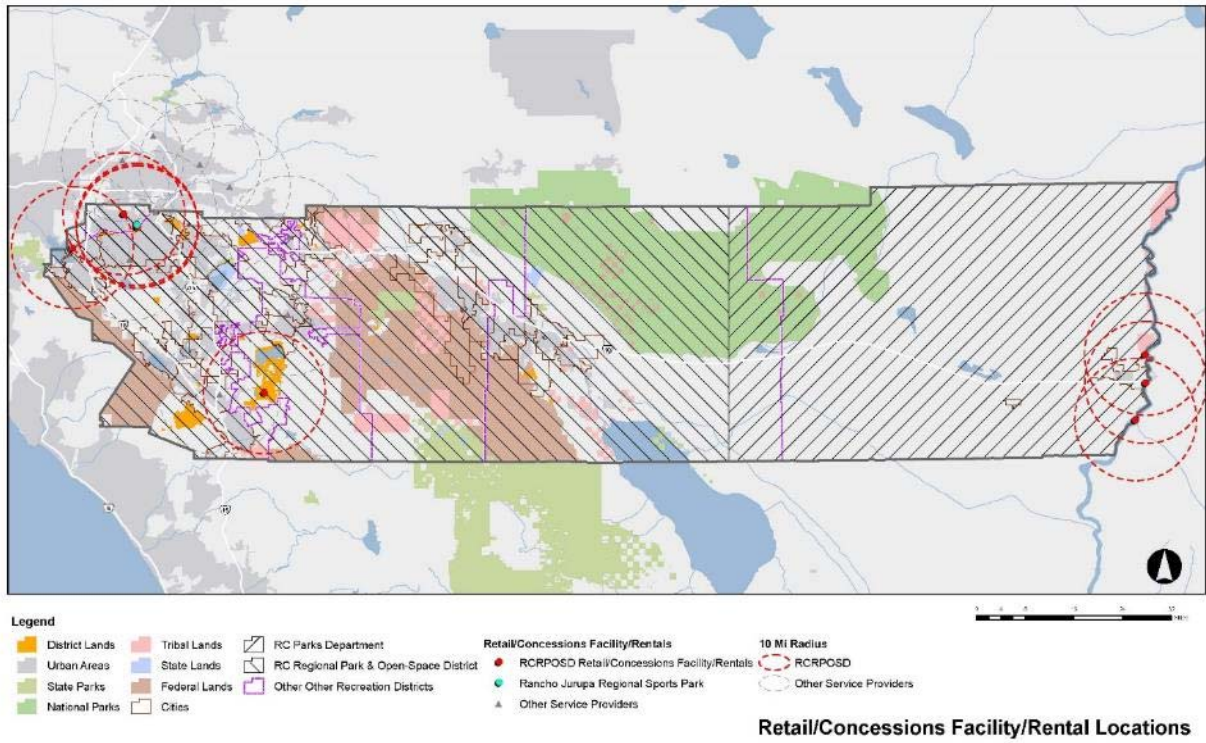 Legend
District Lands
Urban Areas
State Parks
National Parks
Tribal Lands
State Lands
Federal Lands
Cities
RC Parks Department
RC Regional Park & Open-Space District
Other Other Recreation Districts
Retail/Concessions Facility/Rentals
RCRPOSD Retail/Concessions Facility/Rentals
Rancho Jurupa Regional Sports Park
Other Service Providers
10 Mi Radius
RCRPOSD
Other Service Providers
Retail/Concessions Facility/Rental Locations